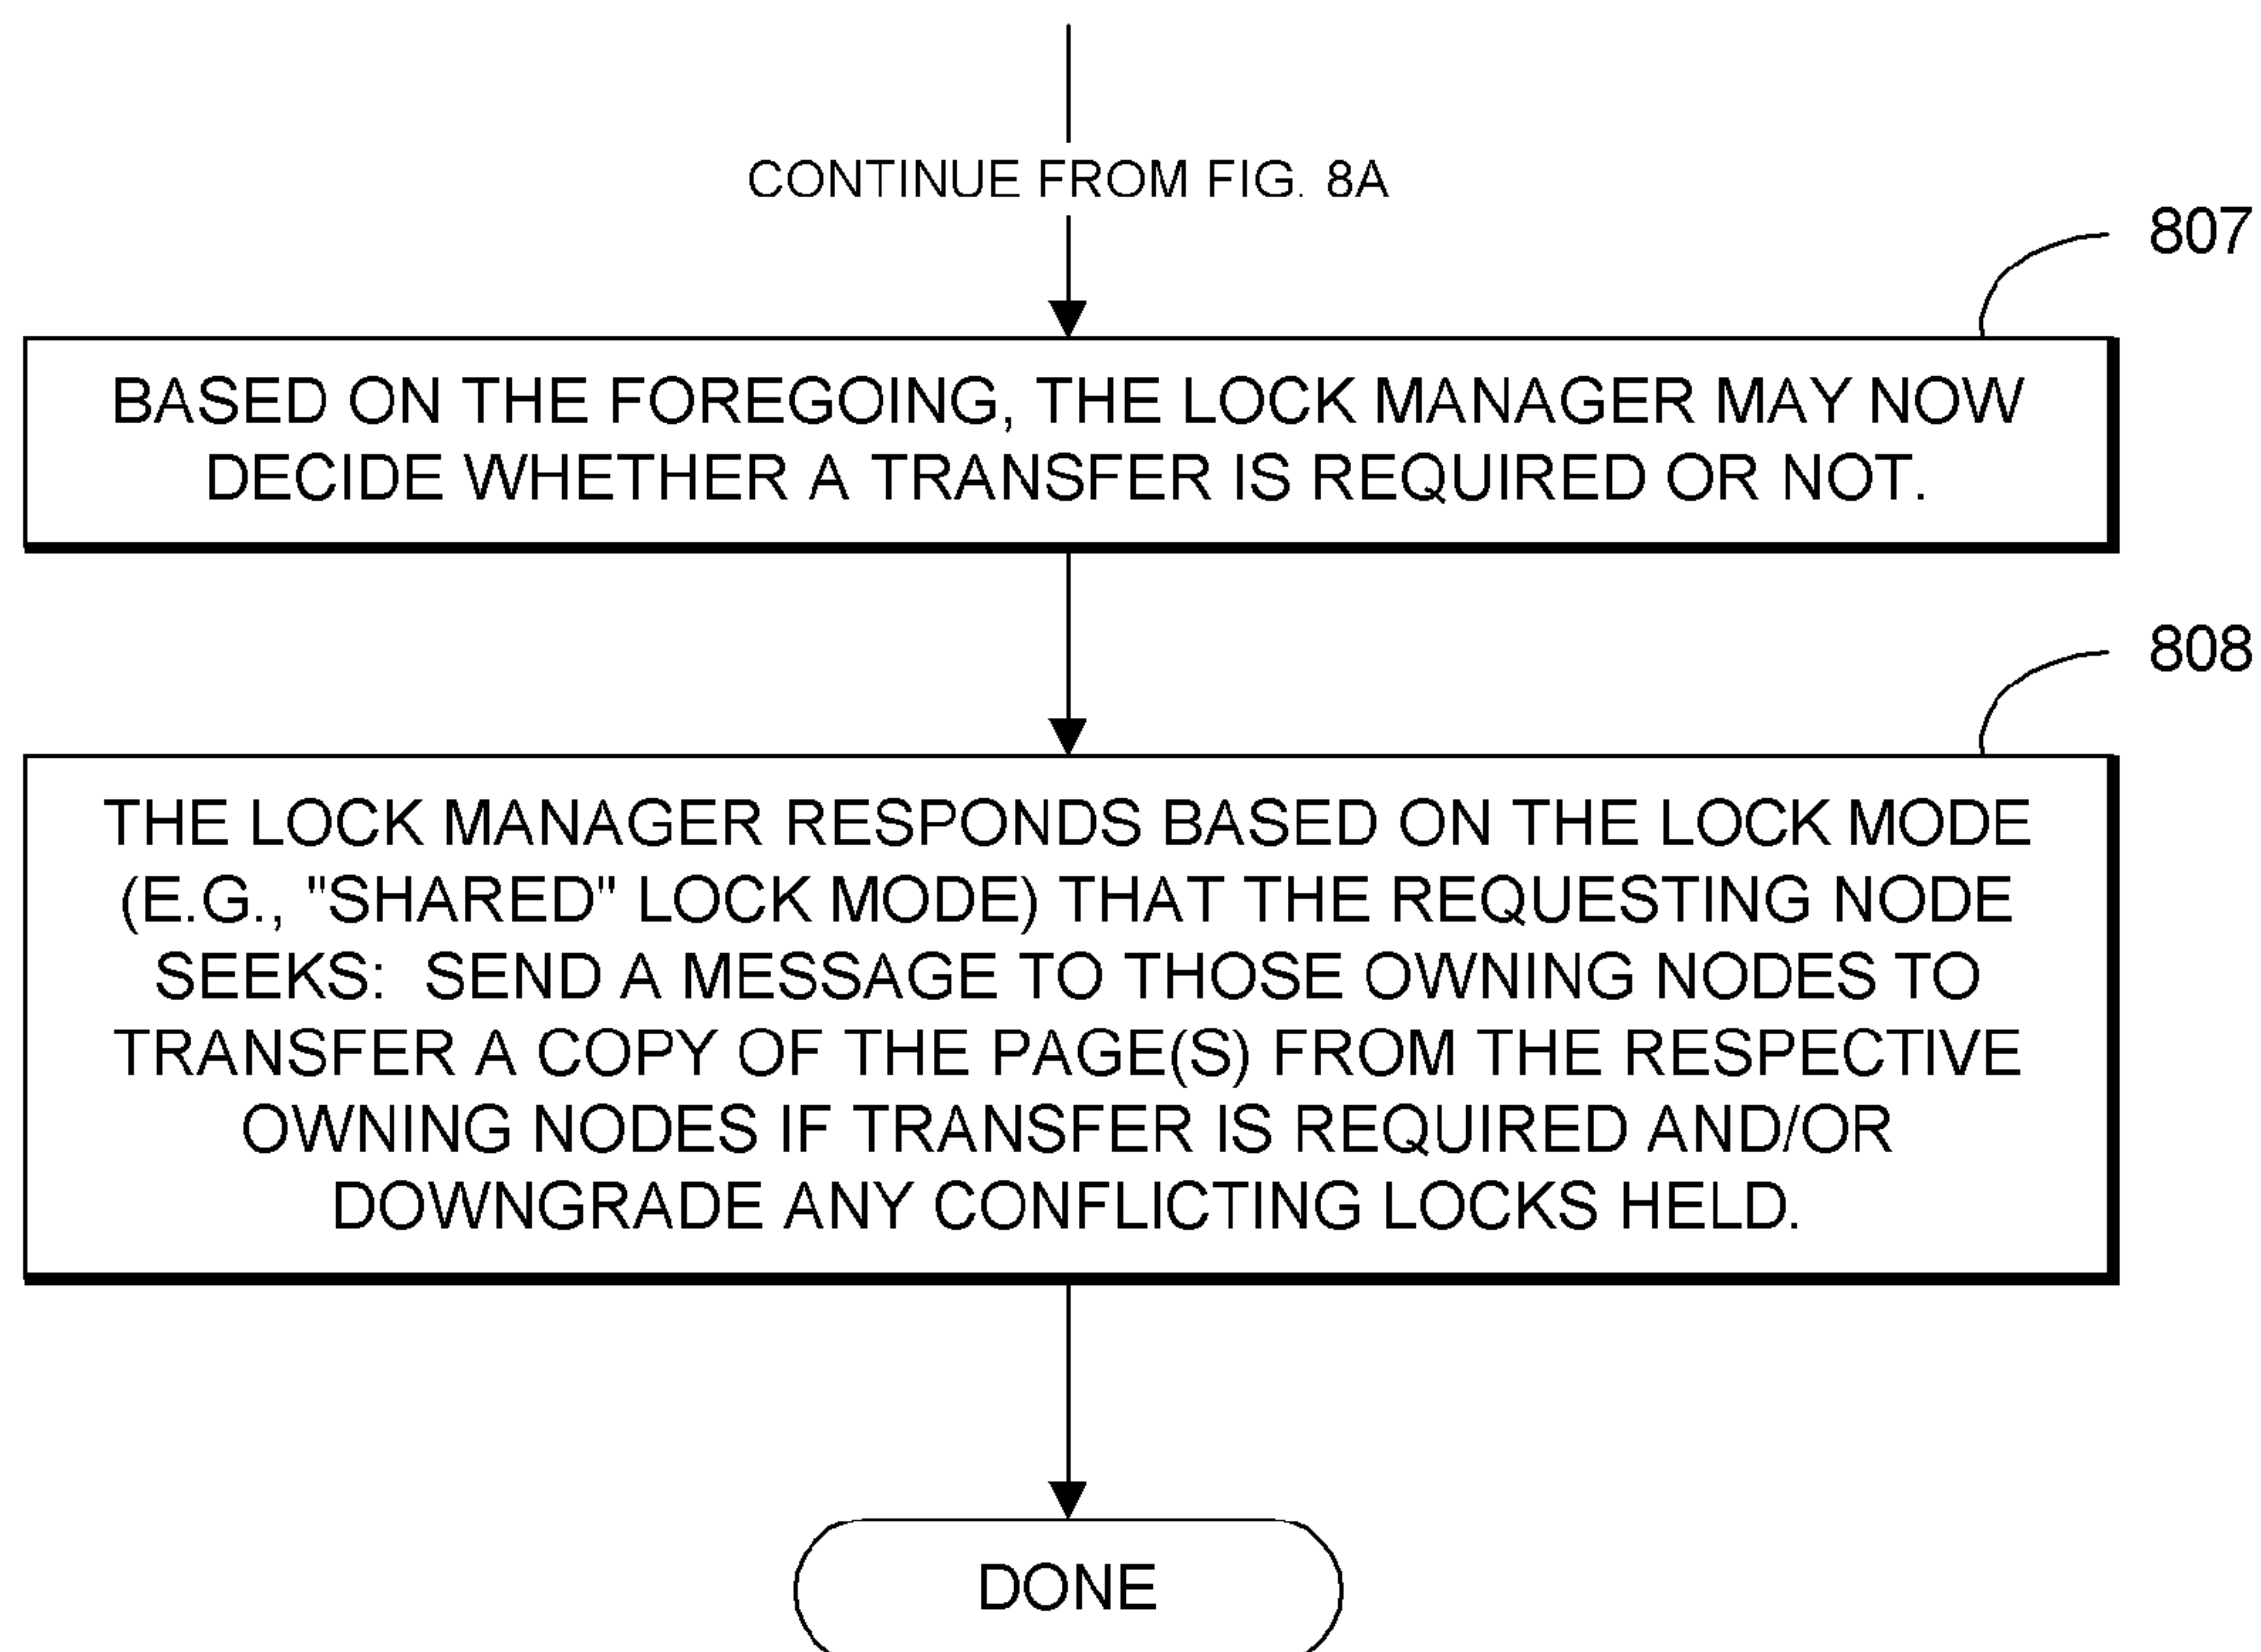 CONTINUE FROM FIG. 8A
807
BASED ON THE FOREGOING, THE LOCK MANAGER MAY NOW
DECIDE WHETHER A TRANSFER IS REQUIRED OR NOT.
808
THE LOCK MANAGER RESPONDS BASED ON THE LOCK MODE
(E.G., "SHARED" LOCK MODE) THAT THE REQUESTING NODE
SEEKS:  SEND A MESSAGE TO THOSE OWNING NODES TO
TRANSFER A COPY OF THE PAGE(S) FROM THE RESPECTIVE
OWNING NODES IF TRANSFER IS REQUIRED AND/OR
DOWNGRADE ANY CONFLICTING LOCKS HELD.
DONE